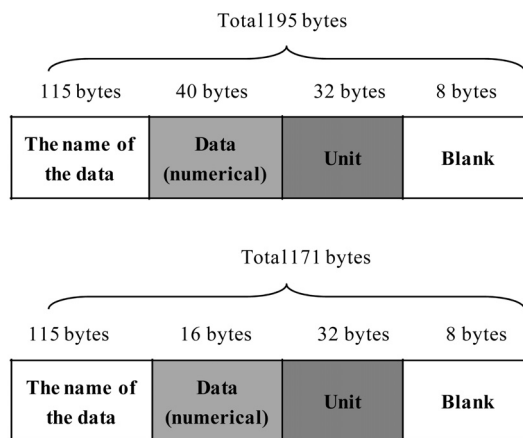 Total195 bytes
115 bytes 40 bytes 32 bytes 8 bytes
The name of
the data
Data
(numerical)
Unit
Blank
Total171 bytes
115 bytes 16 bytes 32 bytes 8 bytes
The name of
the data
Data
(numerical)
Unit
Blank